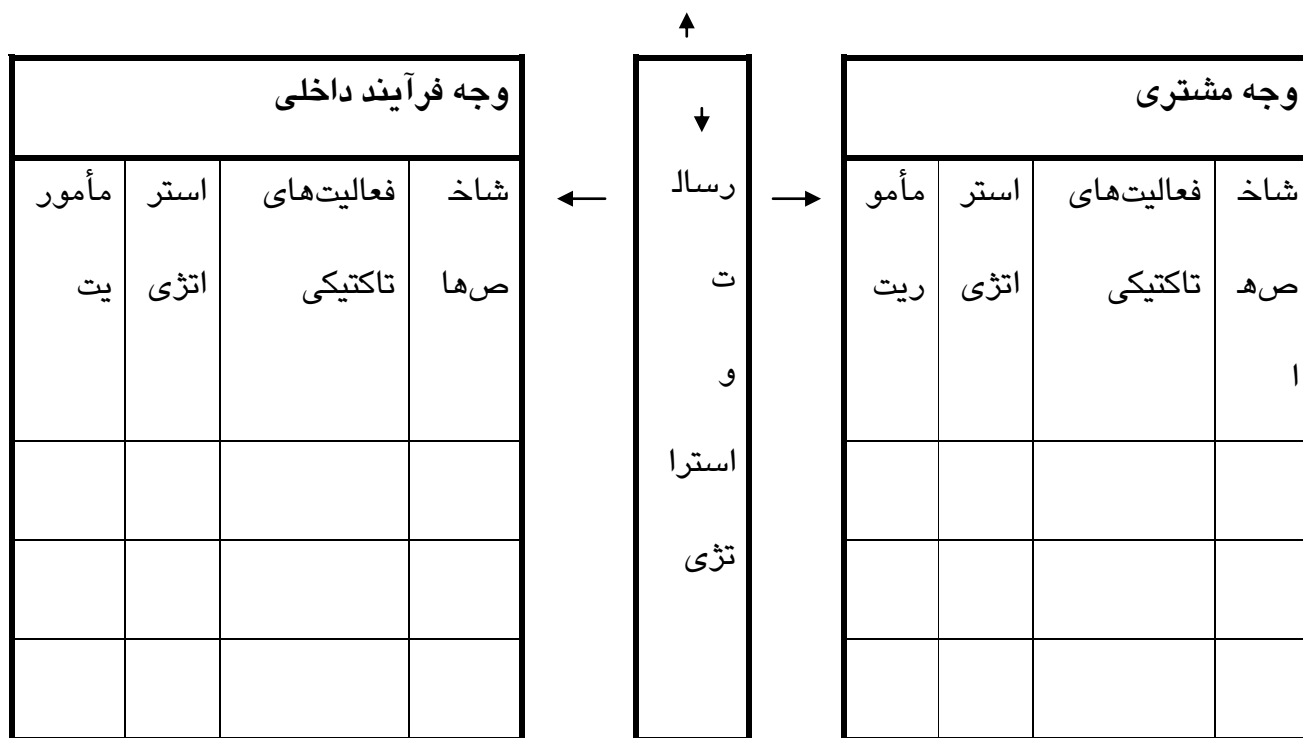 وجه مشتری
شاخ
ص‌ه
ا
فعالیت‌های
تاکتیکی
استر
اتژی
مأمو
ریت
رسال
ت
و
استرا
تژی
وجه فرآیند داخلی
شاخ
ص‌ها
فعالیت‌های
تاکتیکی
استر
اتژی
مأمور
یت